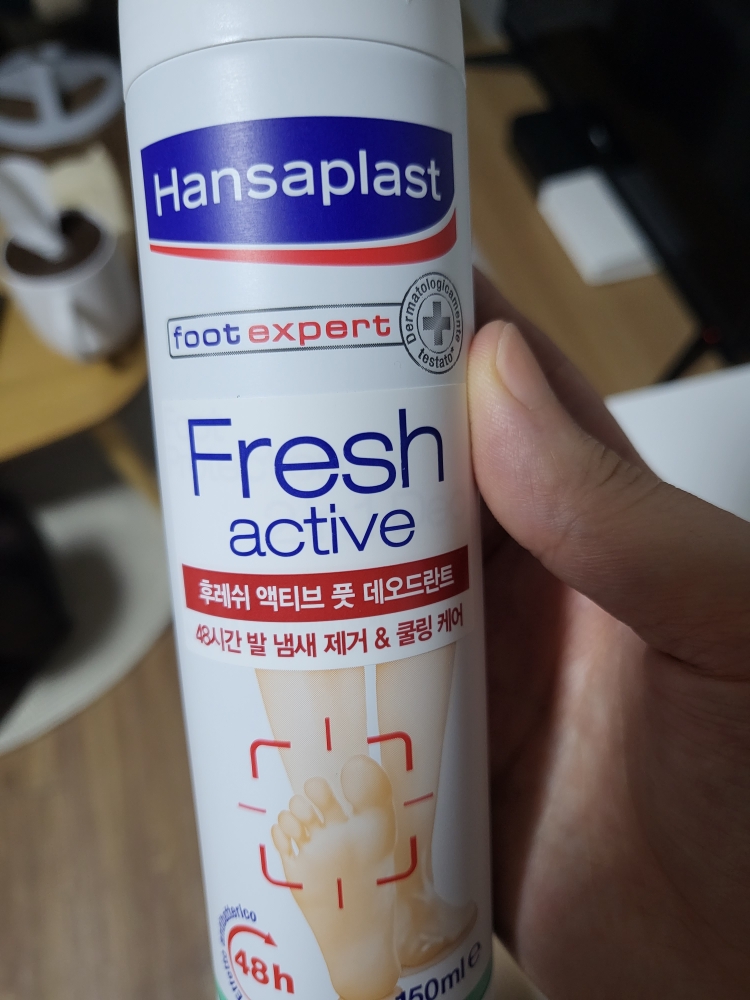 Hansaplast
foot expert
Dermatologicamente testato*
Fresh
active
후레쉬 액티브 풋 데오드란트
48시간 발 냄새 제거 & 쿨링 케어
48h
150ml e